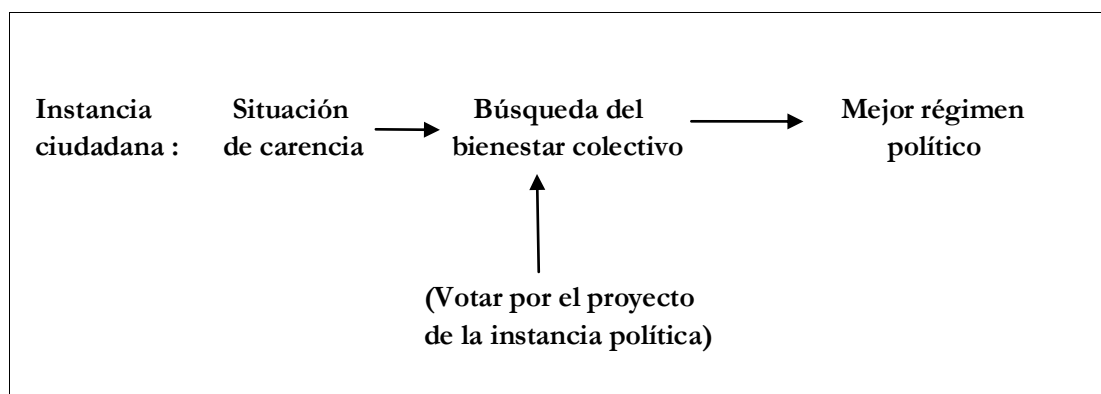 Instancia
ciudadana :
Situación
de carencia
Búsqueda del
bienestar colectivo
Mejor régimen
político
(Votar por el proyecto
de la instancia política)